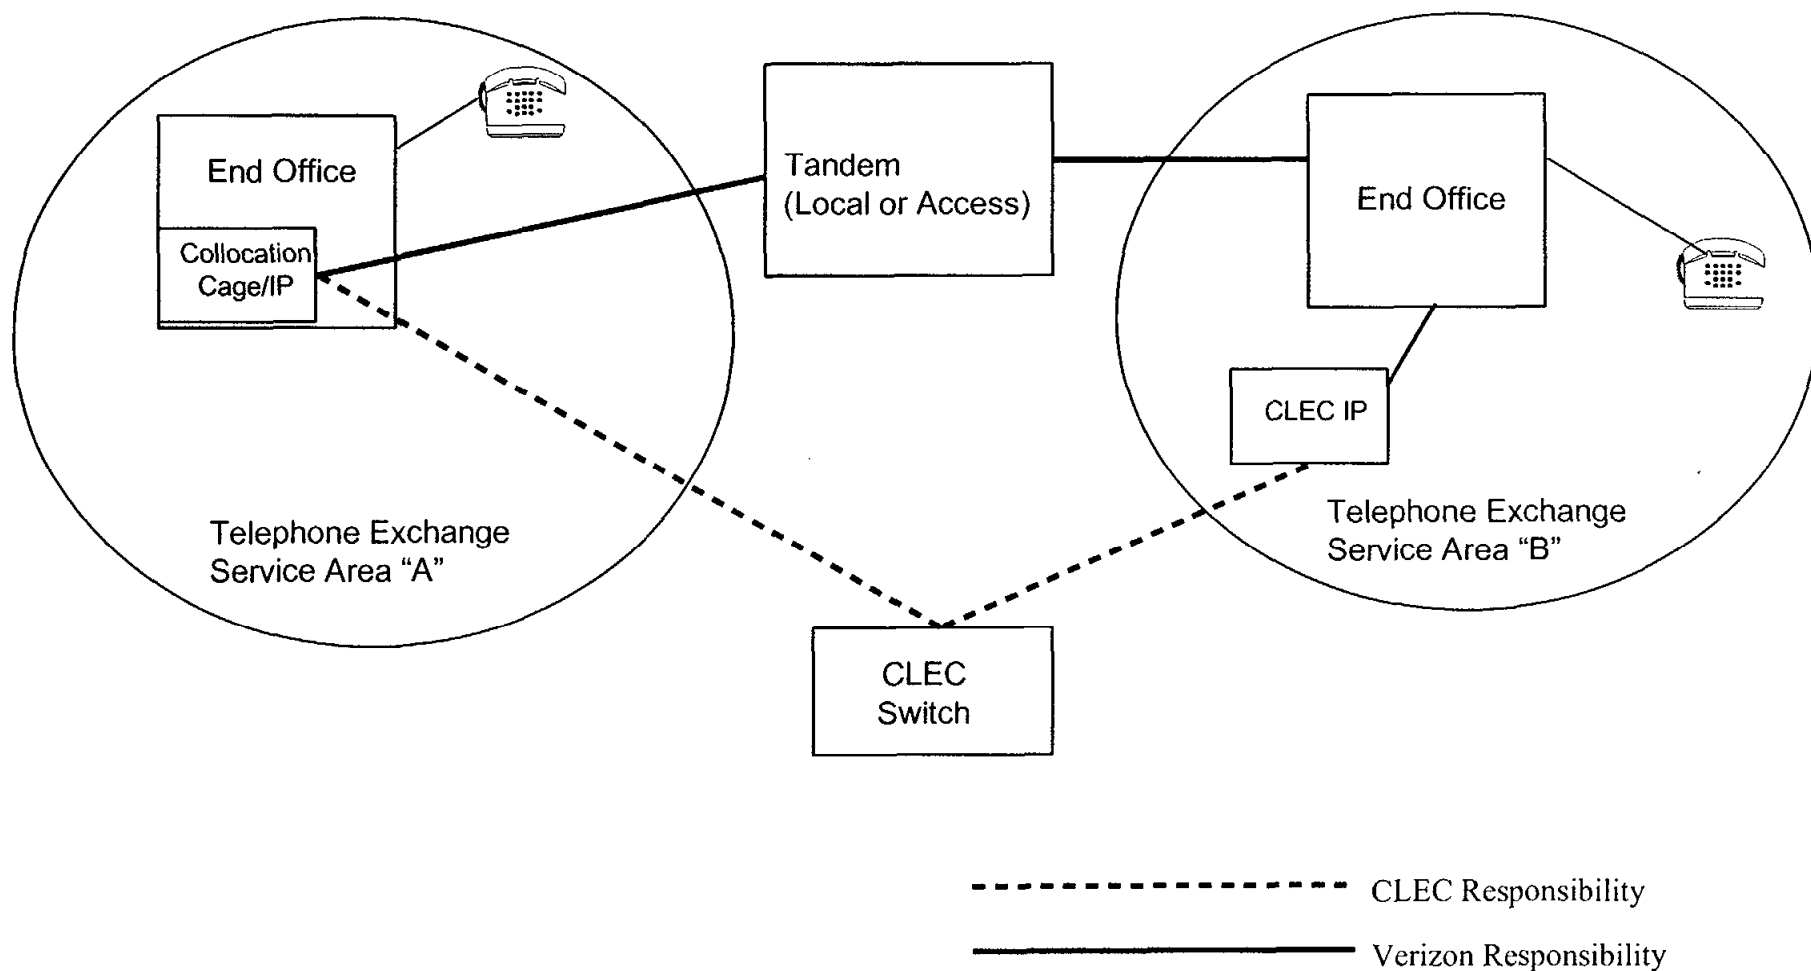 End Office
Collocation
Cage/IP
Telephone Exchange
Service Area “A”
Tandem
(Local or Access)
End Office
CLEC IP
Telephone Exchange
Service Area “B”
CLEC
Switch
CLEC Responsibility
Verizon Responsibility